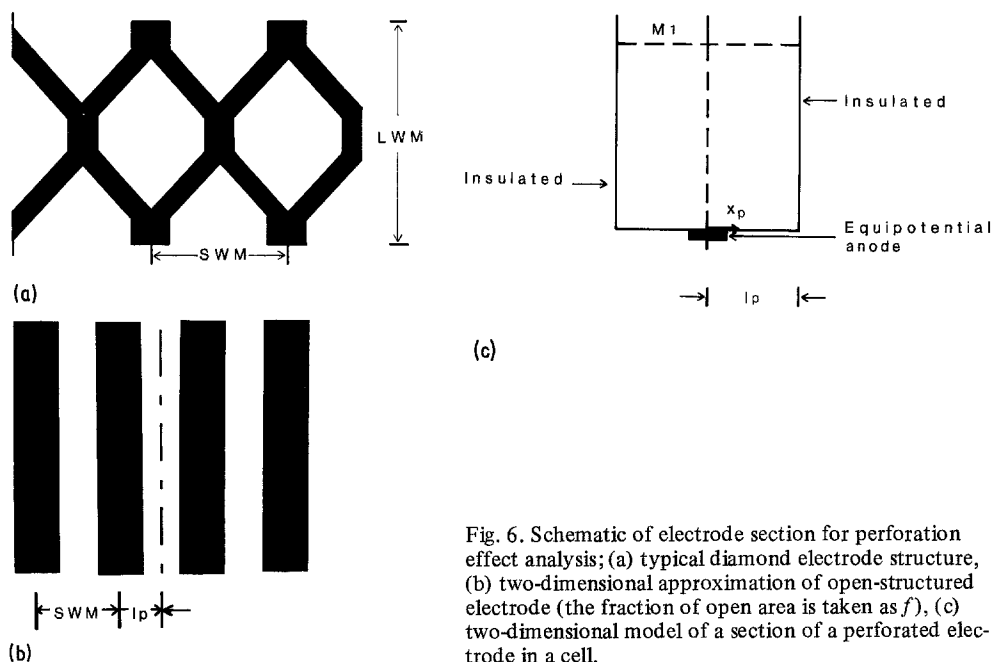 LWM
SWM
(a)
SWM
lp
(b)
M1
Insulated
Insulated
xp
Equipotential
anode
lp
(c)
Fig. 6. Schematic of electrode section for perforation
effect analysis; (a) typical diamond electrode structure,
(b) two-dimensional approximation of open-structured
electrode (the fraction of open area is taken as f), (c)
two-dimensional model of a section of a perforated elec-
trode in a cell.